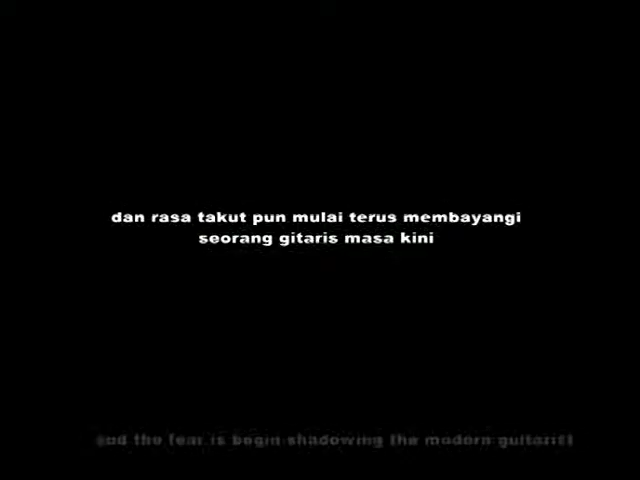 dan rasa takut pun mulai terus membayangi
seorang gitaris masa kini
and the fear is begin shadowing the modern guitarist